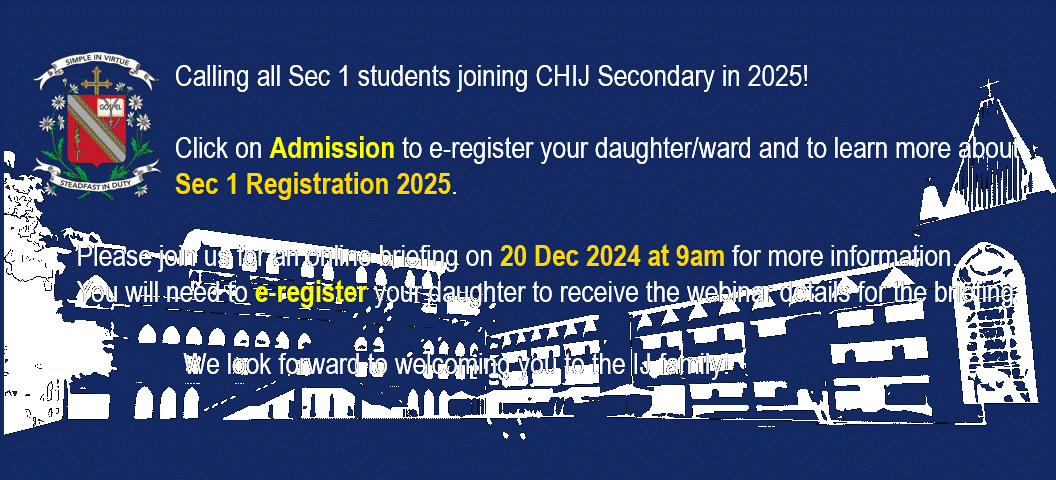 SIMPLE IN VIRTUE
GOSPEL
STEADFAST IN DUTY
Calling all Sec 1 students joining CHIJ Secondary in 2025!
Click on Admission to e-register your daughter/ward and to learn more about
Sec 1 Registration 2025.
Please join us for an online briefing on 20 Dec 2024 at 9am for more information.
You will need to e-register your daughter to receive the webinar details for the briefing.
We look forward to welcoming you to the IJ family!